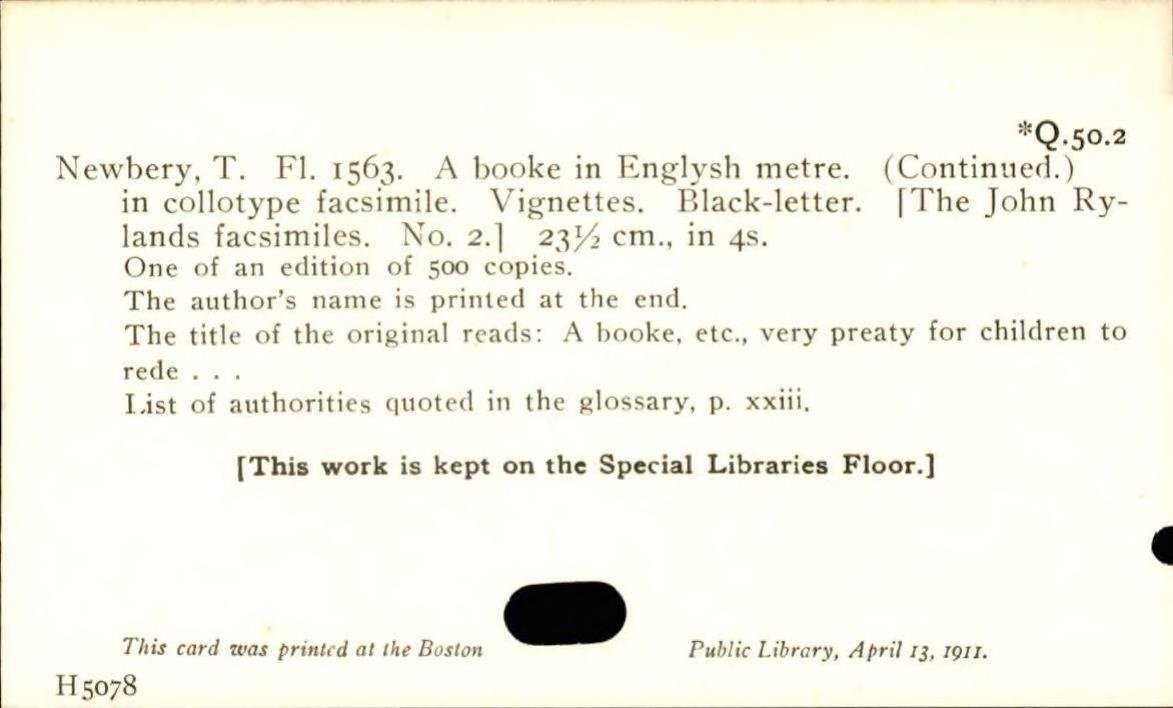 *Q.50.2
Newbery, T. Fl. 1563. A booke in Englysh metre. (Continued.)
in collotype facsimile. Vignettes. Black-letter. [The John Ry-
lands facsimiles. No. 2.] 23½ cm., in 4s.
One of an edition of 500 copies.
The author's name is printed at the end.
The title of the original reads: A booke, etc., very preaty for children to
rede . . .
List of authorities quoted in the glossary, p. xxiii.
[This work is kept on the Special Libraries Floor.]
This card was printed at the Boston Public Library, April 13, 1911.
H5078